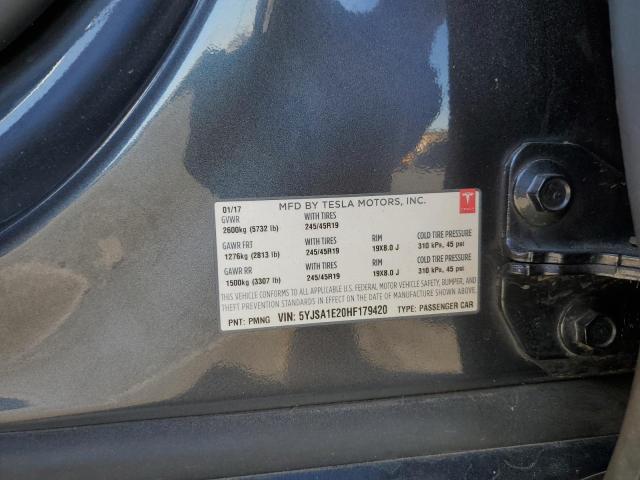 01/17 MFD BY TESLA MOTORS, INC.
GVWR WITH TIRES
2600kg (5732 lb) 245/45R19
GAWR FRT WITH TIRES RIM COLD TIRE PRESSURE
1276kg (2813 lb) 245/45R19 19X8.0 J 310 kPa, 45 psi
GAWR RR WITH TIRES RIM COLD TIRE PRESSURE
1500kg (3307 lb) 245/45R19 19X8.0 J 310 kPa, 45 psi
THIS VEHICLE CONFORMS TO ALL APPLICABLE U.S. FEDERAL MOTOR VEHICLE SAFETY, BUMPER, AND
THEFT PREVENTION STANDARDS IN EFFECT ON THE DATE OF MANUFACTURE SHOWN ABOVE.
PNT: PMNG VIN: 5YJSA1E20HF179420 TYPE: PASSENGER CAR